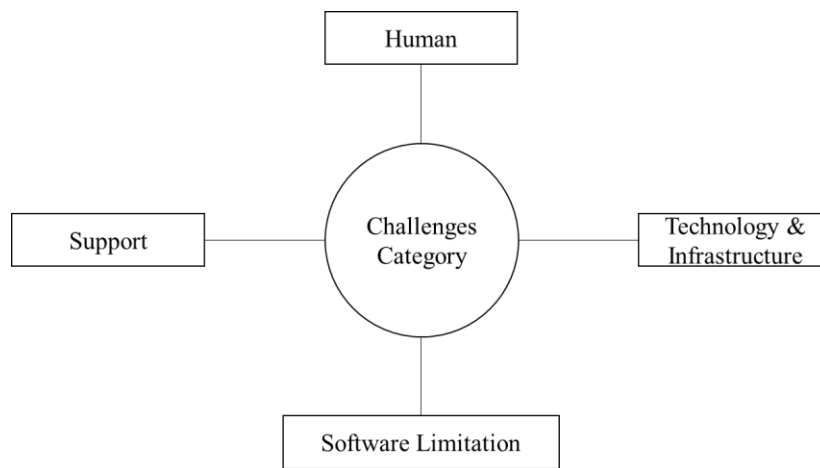 Human
Support
Challenges
Category
Technology &
Infrastructure
Software Limitation